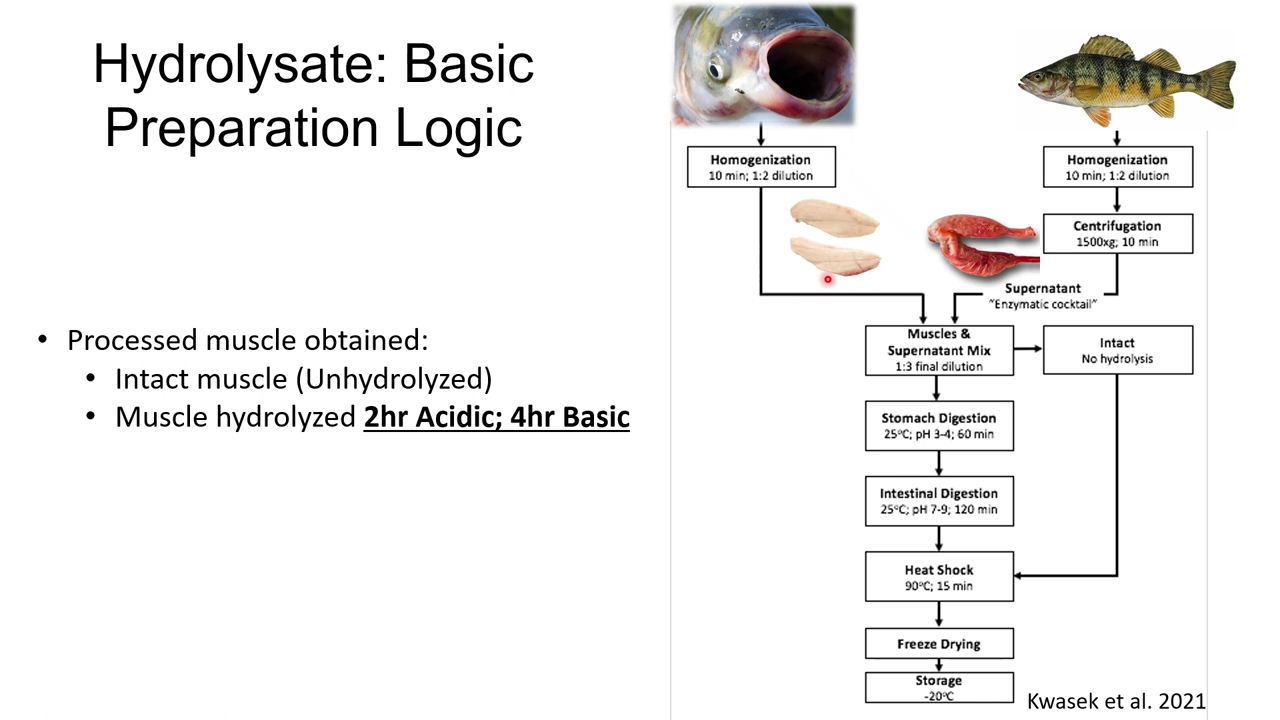 Hydrolysate: Basic
Preparation Logic
• Processed muscle obtained:
• Intact muscle (Unhydrolyzed)
• Muscle hydrolyzed 2hr Acidic; 4hr Basic
Homogenization
10 min; 1:2 dilution
Homogenization
10 min; 1:2 dilution
Centrifugation
1500xg; 10 min
Supernatant
"Enzymatic cocktail"
Muscles &
Supernatant Mix
1:3 final dilution
Intact
No hydrolysis
Stomach Digestion
25°C; pH 3-4; 60 min
Intestinal Digestion
25°C; pH 7-9; 120 min
Heat Shock
90°C; 15 min
Freeze Drying
Storage
-20°C
Kwasek et al. 2021